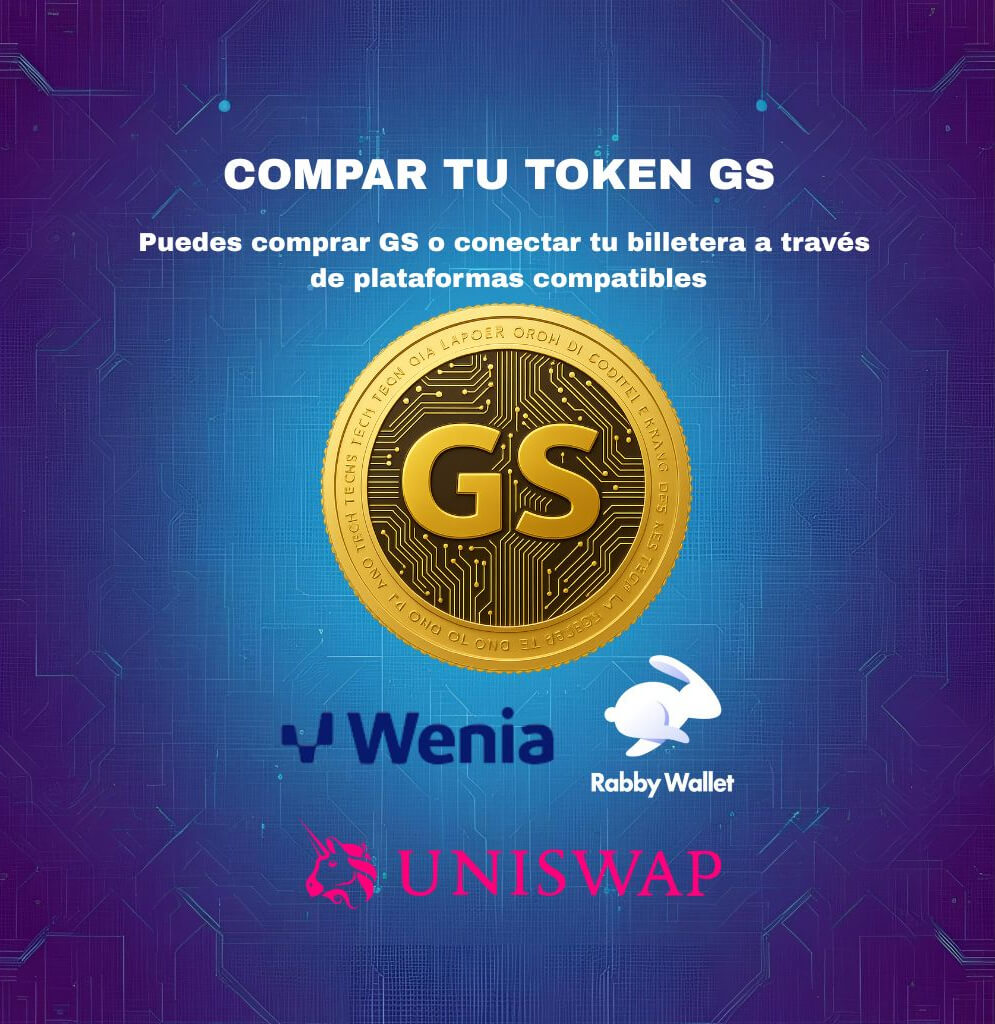 COMPAR TU TOKEN GS
Puedes comprar GS o conectar tu billetera a través
de plataformas compatibles
GS
Wenia
Rabby Wallet
UNISWAP